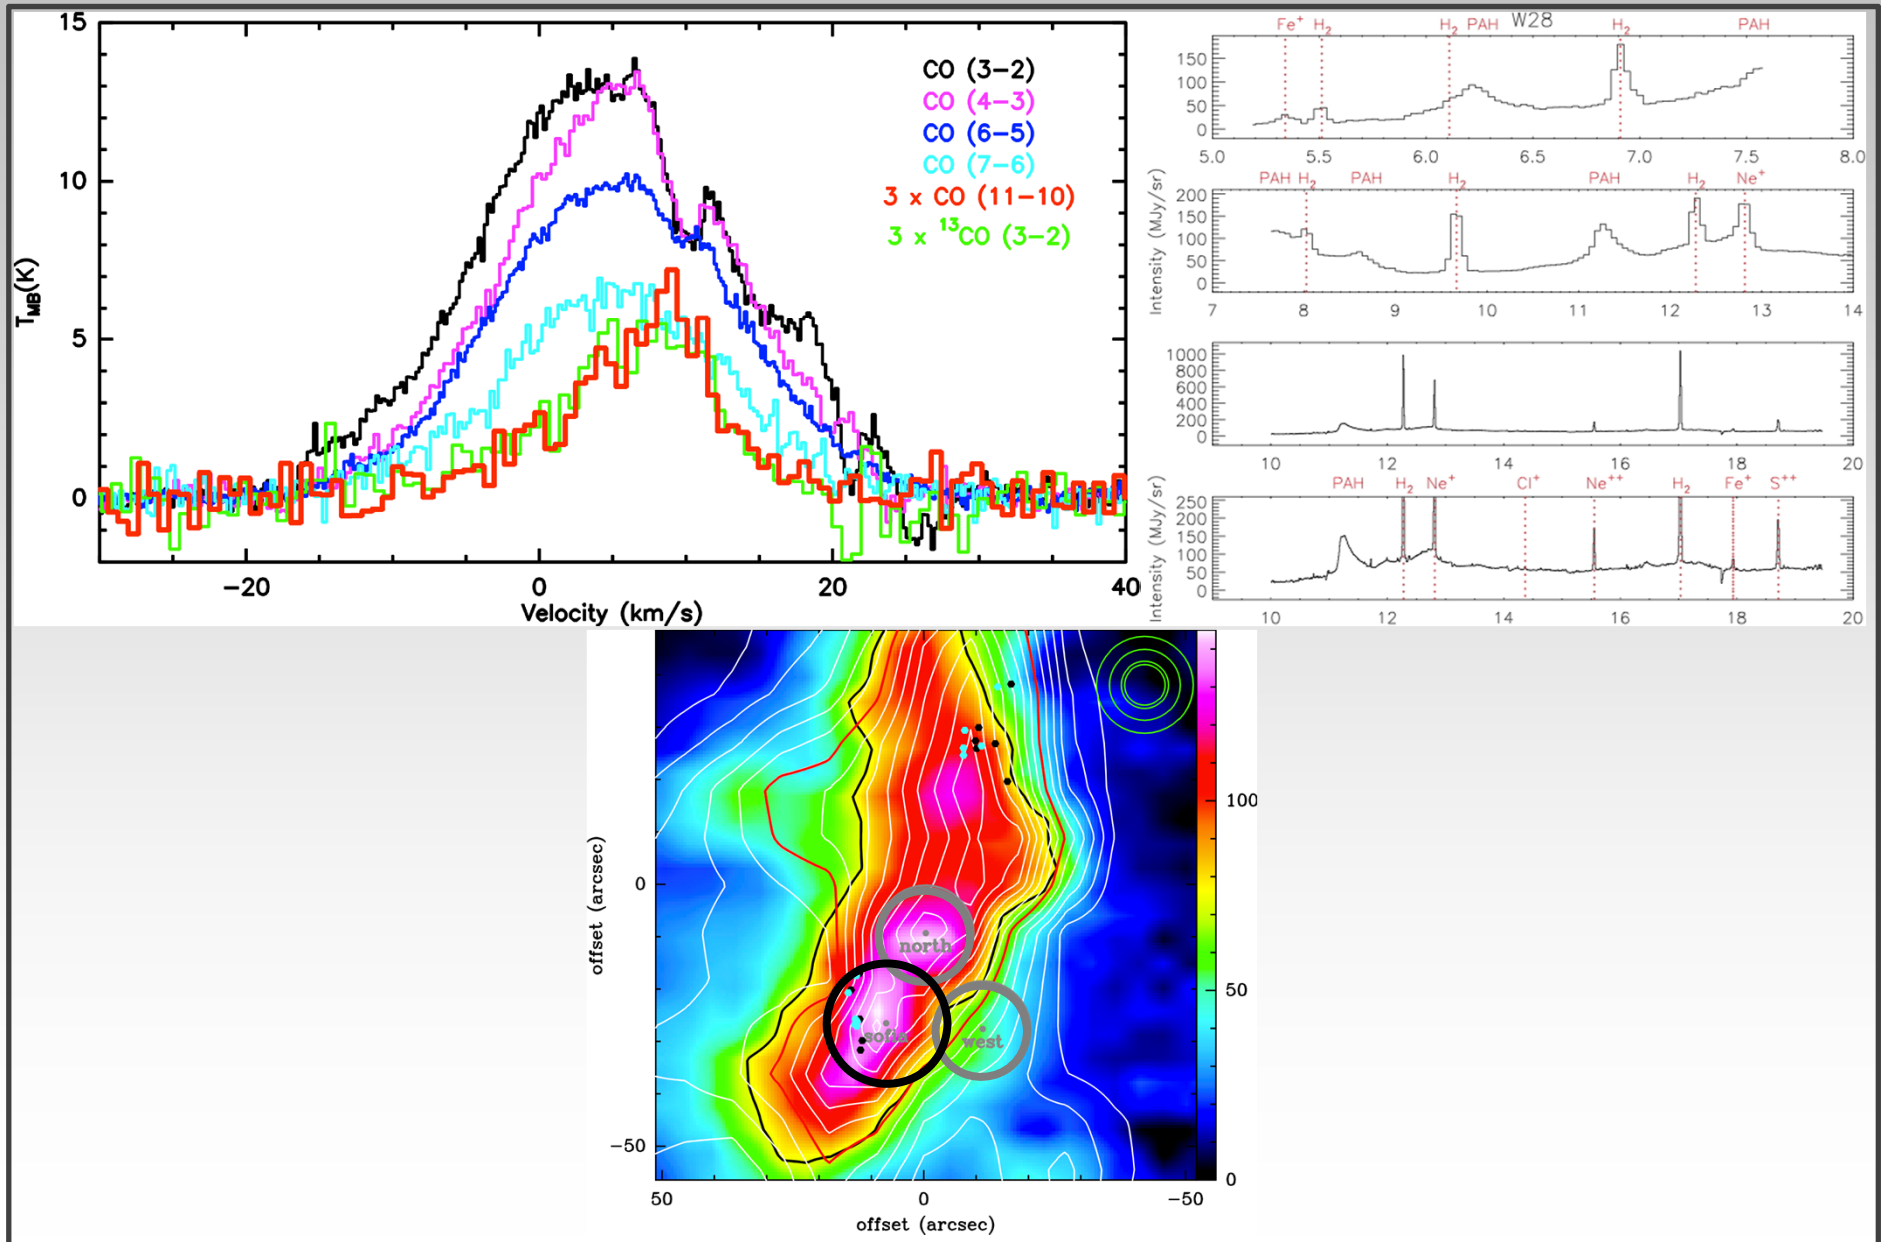 15
10
5
0
T_MB(K)
−20
0
20
40
Velocity (km/s)
CO (3−2)
CO (4−3)
CO (6−5)
CO (7−6)
3 x CO (11−10)
3 x ¹³CO (3−2)
W28
Fe⁺ H₂ H₂ PAH H₂ PAH
150
100
50
0
5.0 5.5 6.0 6.5 7.0 7.5 8.0
PAH H₂ PAH H₂ PAH H₂ Ne⁺
200
150
100
50
0
Intensity (MJy/sr)
7 8 9 10 11 12 13 14
1000
800
600
400
200
0
10 12 14 16 18 20
PAH H₂ Ne⁺ Cl⁺ Ne⁺⁺ H₂ Fe⁺ S⁺⁺
250
200
150
100
50
0
Intensity (MJy/sr)
10 12 14 16 18 20
north
sofia
west
0
−50
offset (arcsec)
50 0 −50
offset (arcsec)
100
50
0